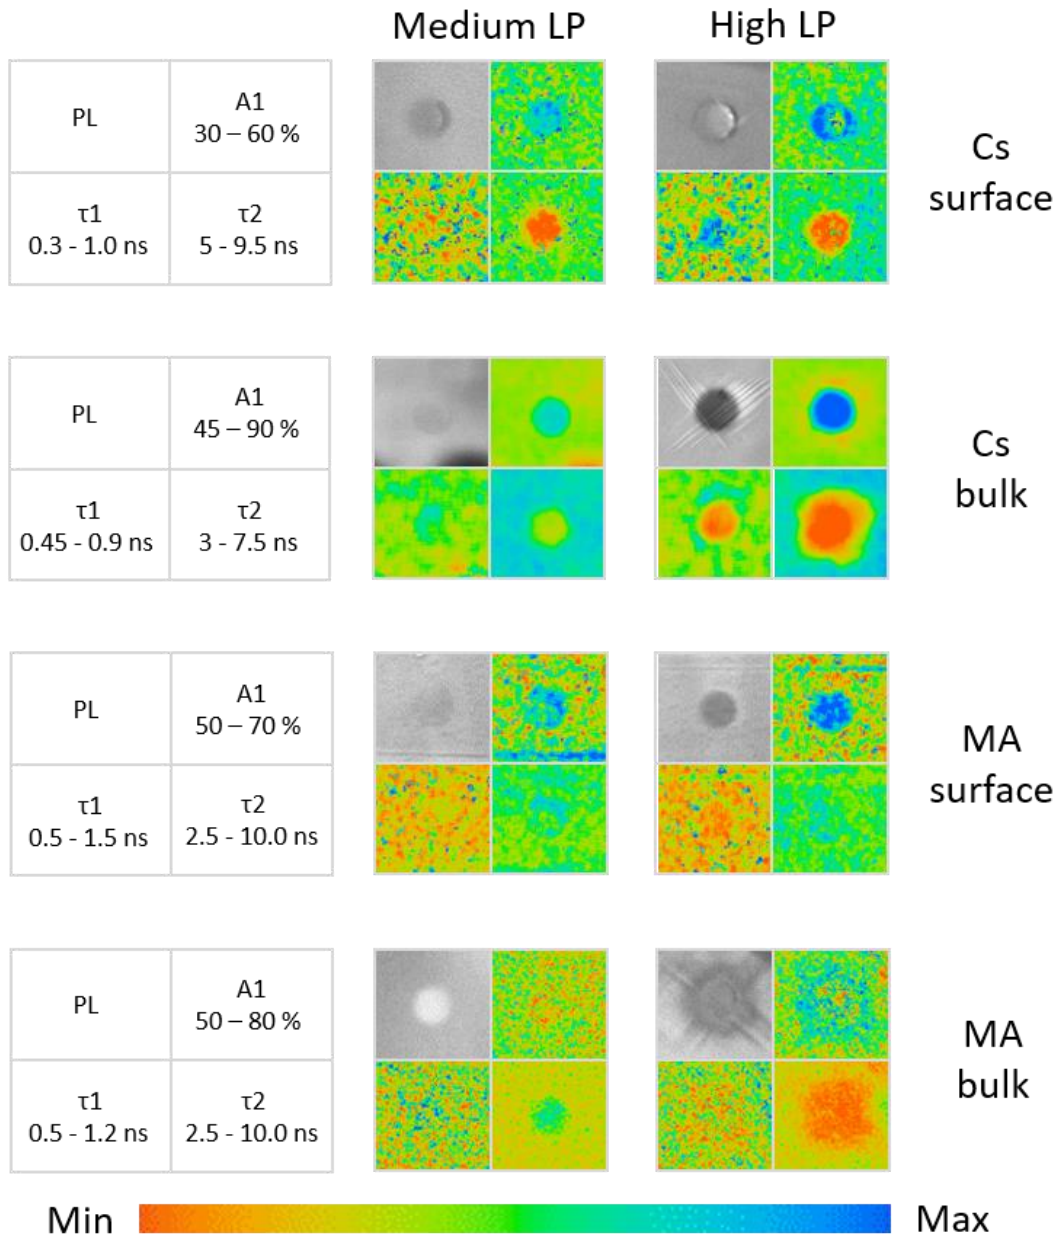 Medium LP
High LP
PL
A1
30 – 60 %
τ1
0.3 - 1.0 ns
τ2
5 - 9.5 ns
Cs
surface
PL
A1
45 – 90 %
τ1
0.45 - 0.9 ns
τ2
3 - 7.5 ns
Cs
bulk
PL
A1
50 – 70 %
τ1
0.5 - 1.5 ns
τ2
2.5 - 10.0 ns
MA
surface
PL
A1
50 – 80 %
τ1
0.5 - 1.2 ns
τ2
2.5 - 10.0 ns
MA
bulk
Min
Max